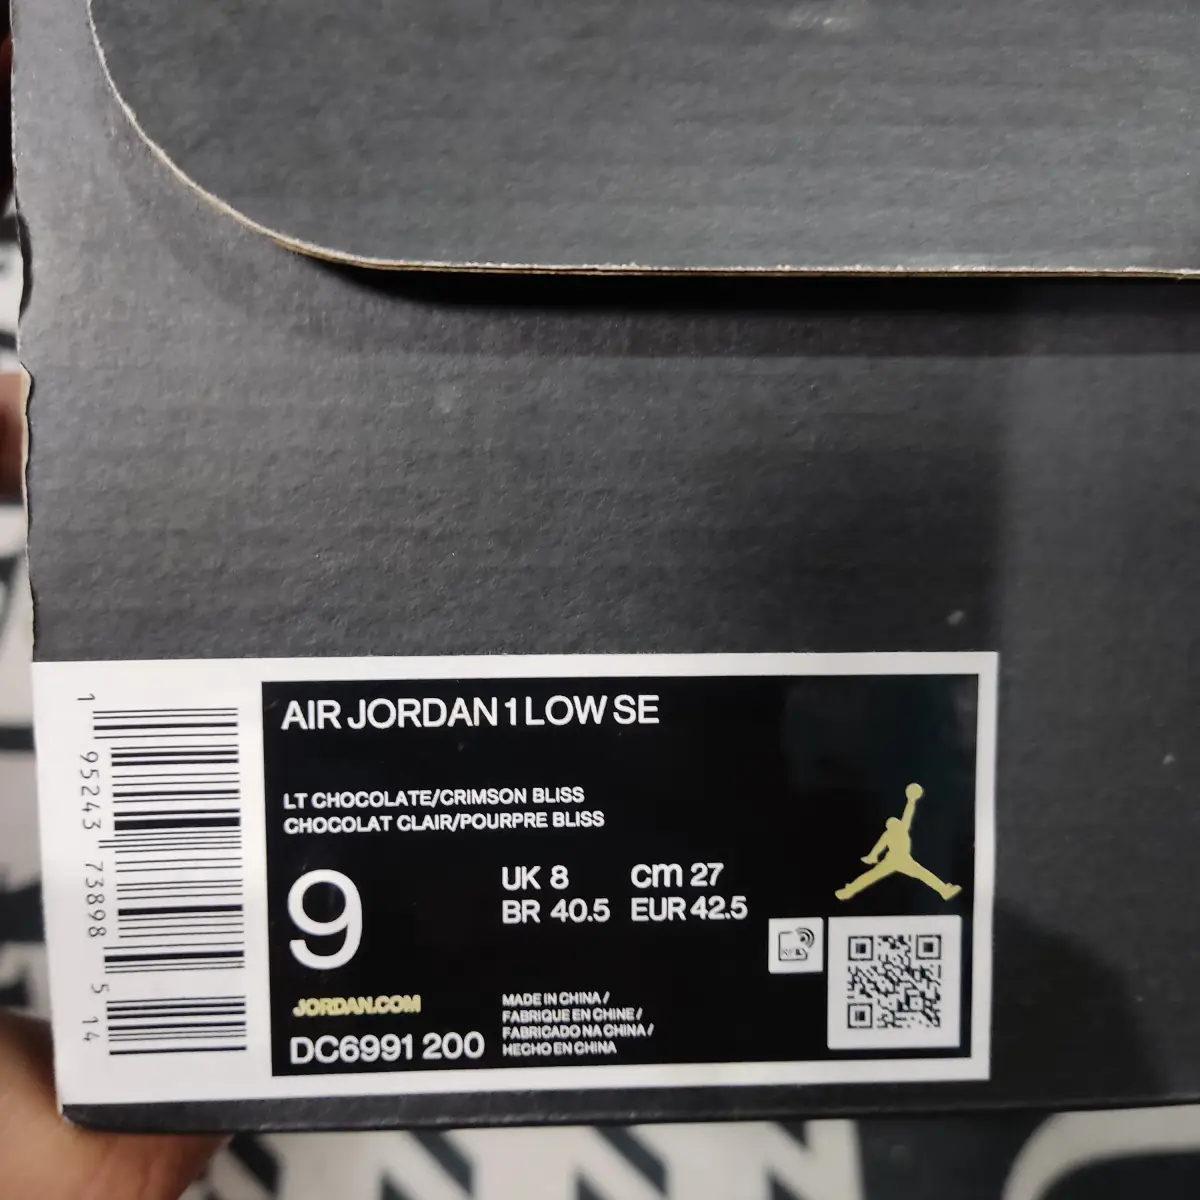 AIR JORDAN 1 LOW SE
LT CHOCOLATE/CRIMSON BLISS
CHOCOLAT CLAIR/POURPRE BLISS
9
UK 8 cm 27
BR 40.5 EUR 42.5
RFID
JORDAN.COM
DC6991 200
MADE IN CHINA /
FABRIQUE EN CHINE /
FABRICADO NA CHINA /
HECHO EN CHINA
1 95243 73898 5 14